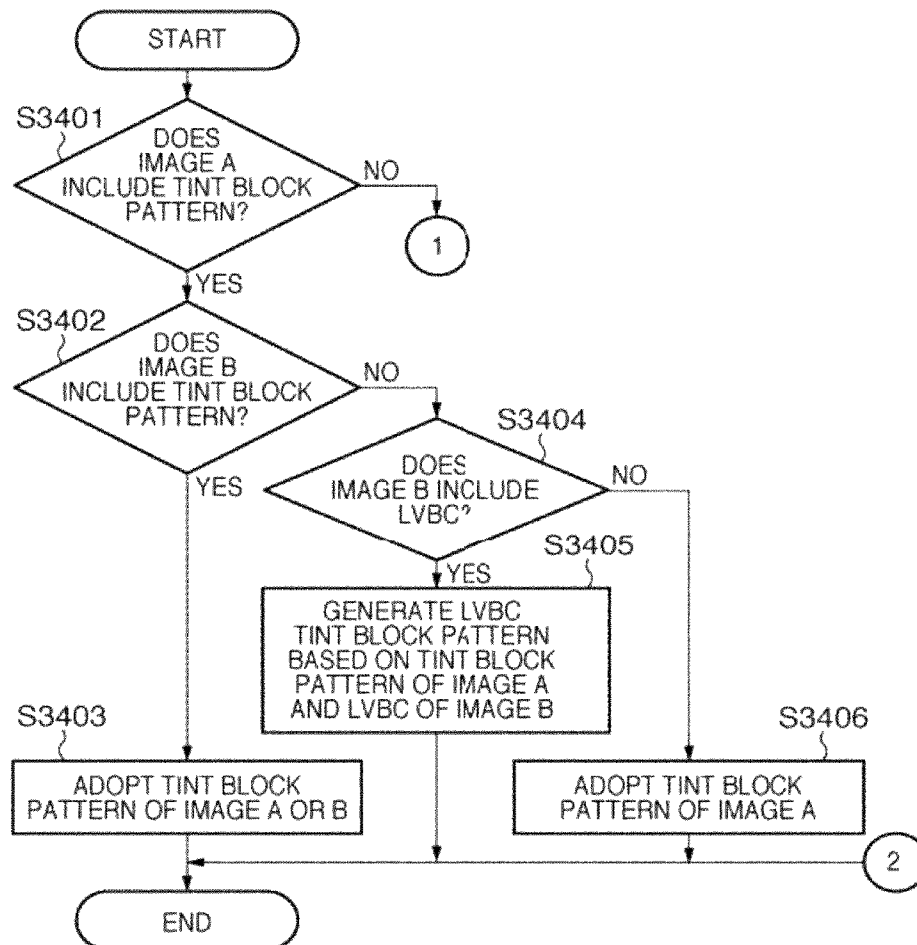 START
S3401
DOES
IMAGE A
INCLUDE TINT BLOCK
PATTERN?
NO
1
YES
S3402
DOES
IMAGE B
INCLUDE TINT BLOCK
PATTERN?
NO
YES
S3404
DOES
IMAGE B INCLUDE
LVBC?
NO
YES
S3405
GENERATE LVBC
TINT BLOCK PATTERN
BASED ON TINT BLOCK
PATTERN OF IMAGE A
AND LVBC OF IMAGE B
S3403
ADOPT TINT BLOCK
PATTERN OF IMAGE A OR B
S3406
ADOPT TINT BLOCK
PATTERN OF IMAGE A
2
END